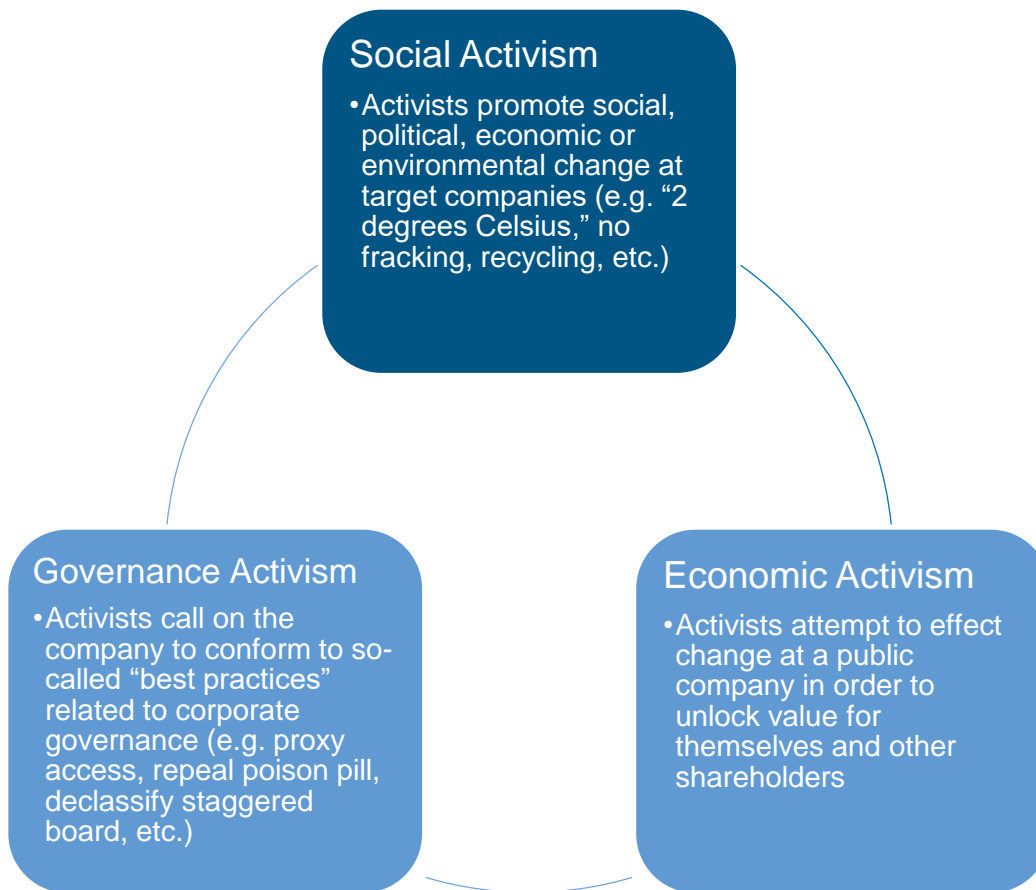 Social Activism
•Activists promote social,
political, economic or
environmental change at
target companies (e.g. “2
degrees Celsius,” no
fracking, recycling, etc.)
Governance Activism
•Activists call on the
company to conform to so-
called “best practices”
related to corporate
governance (e.g. proxy
access, repeal poison pill,
declassify staggered
board, etc.)
Economic Activism
•Activists attempt to effect
change at a public
company in order to
unlock value for
themselves and other
shareholders